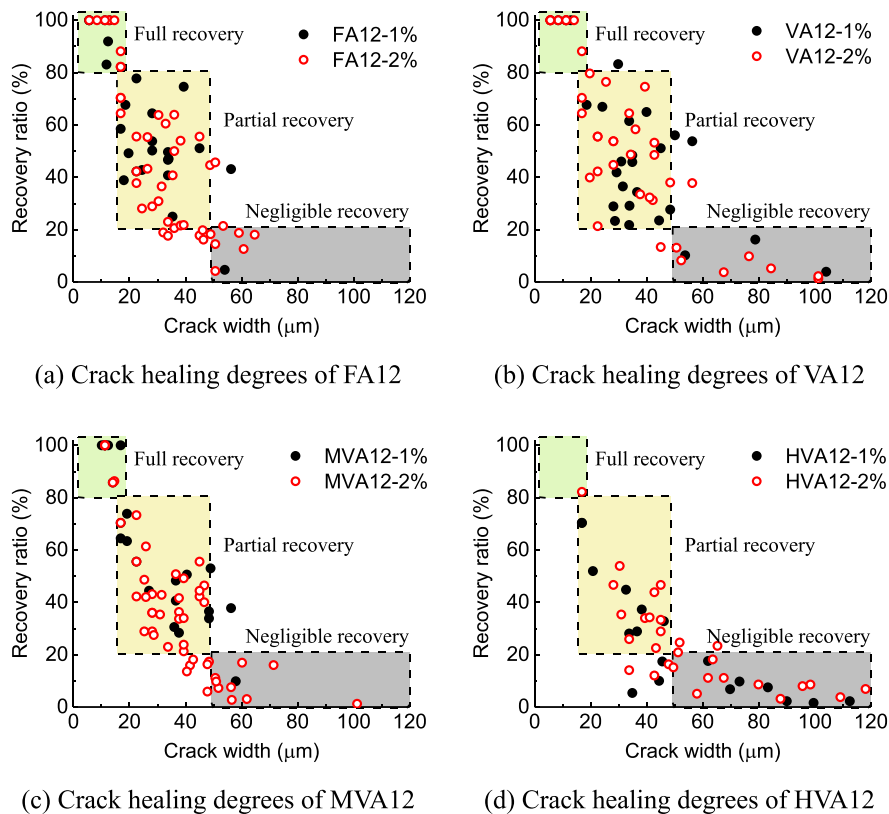 100
80
60
40
20
0
Recovery ratio (%)
Full recovery
FA12-1%
FA12-2%
Partial recovery
Negligible recovery
0 20 40 60 80 100 120
Crack width (μm)
(a) Crack healing degrees of FA12
100
80
60
40
20
0
Recovery ratio (%)
Full recovery
VA12-1%
VA12-2%
Partial recovery
Negligible recovery
0 20 40 60 80 100 120
Crack width (μm)
(b) Crack healing degrees of VA12
100
80
60
40
20
0
Recovery ratio (%)
Full recovery
MVA12-1%
MVA12-2%
Partial recovery
Negligible recovery
0 20 40 60 80 100 120
Crack width (μm)
(c) Crack healing degrees of MVA12
100
80
60
40
20
0
Recovery ratio (%)
Full recovery
HVA12-1%
HVA12-2%
Partial recovery
Negligible recovery
0 20 40 60 80 100 120
Crack width (μm)
(d) Crack healing degrees of HVA12